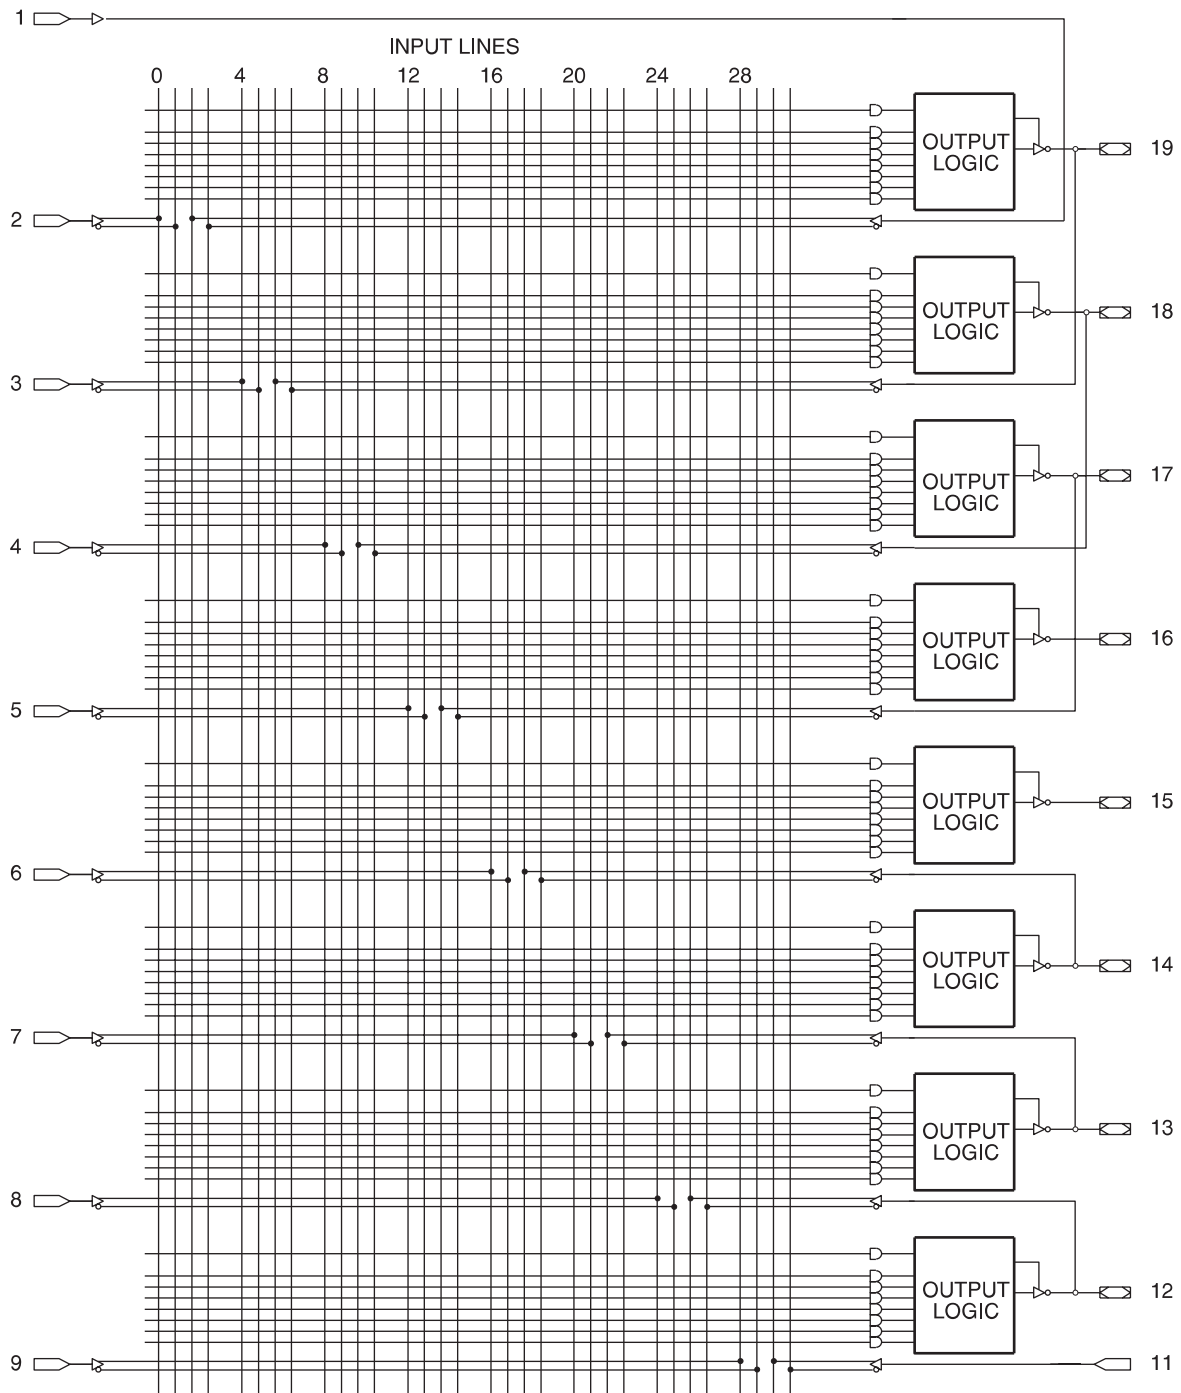 1
INPUT LINES
0 4 8 12 16 20 24 28
OUTPUT
LOGIC
19
2
OUTPUT
LOGIC
18
3
OUTPUT
LOGIC
17
4
OUTPUT
LOGIC
16
5
OUTPUT
LOGIC
15
6
OUTPUT
LOGIC
14
7
OUTPUT
LOGIC
13
8
OUTPUT
LOGIC
12
9
11